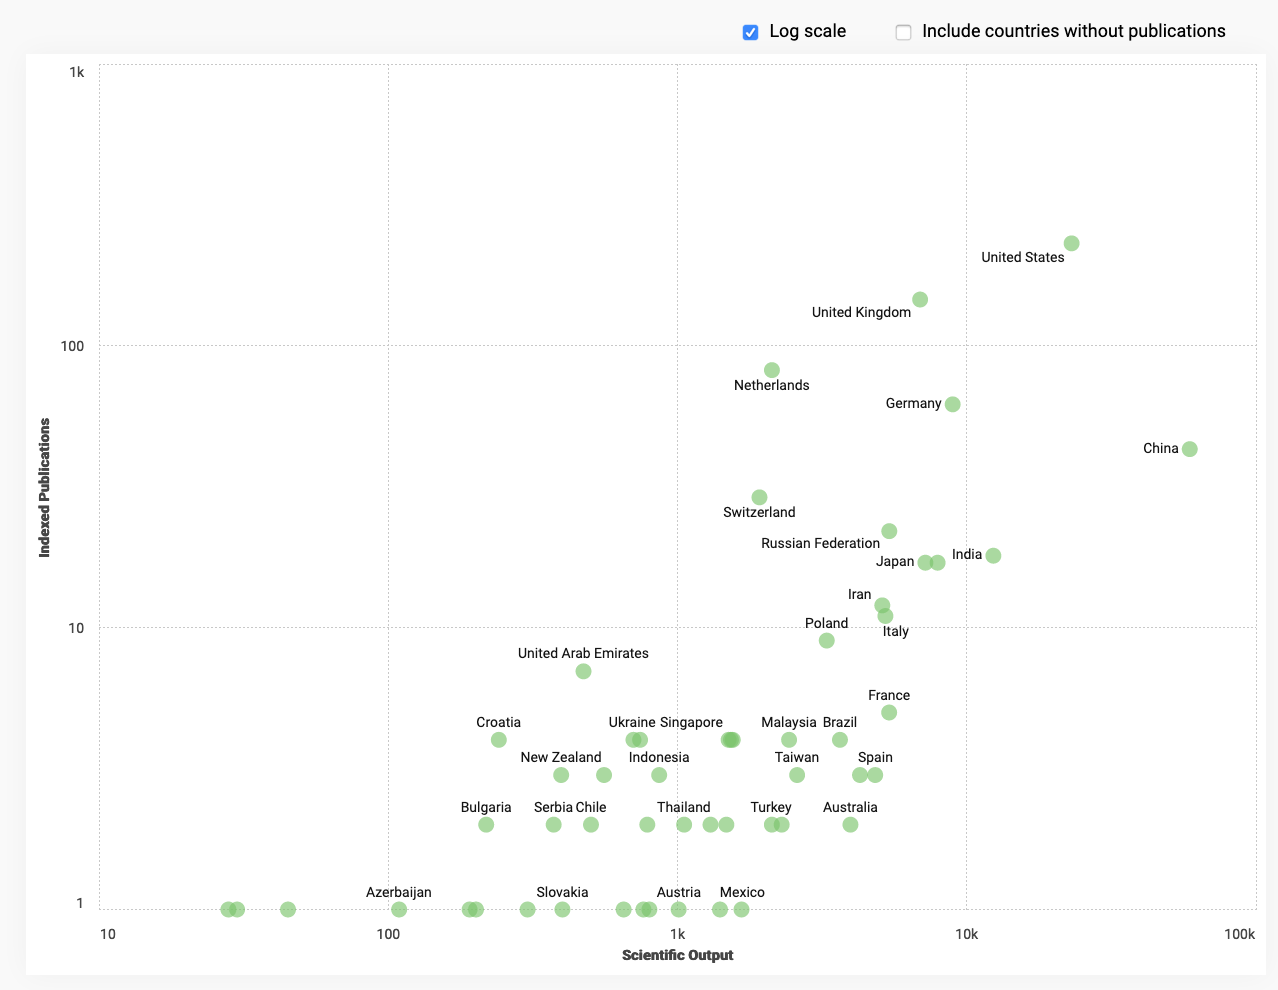 Log scale
Include countries without publications
1k
United States
United Kingdom
100
Netherlands
Germany
China
Indexed Publications
Switzerland
Russian Federation
India
Japan
Iran
Poland
10
Italy
United Arab Emirates
France
Croatia
Ukraine
Singapore
Malaysia
Brazil
New Zealand
Indonesia
Taiwan
Spain
Bulgaria
Serbia
Chile
Thailand
Turkey
Australia
Azerbaijan
Slovakia
Austria
Mexico
1
10
100
1k
10k
100k
Scientific Output